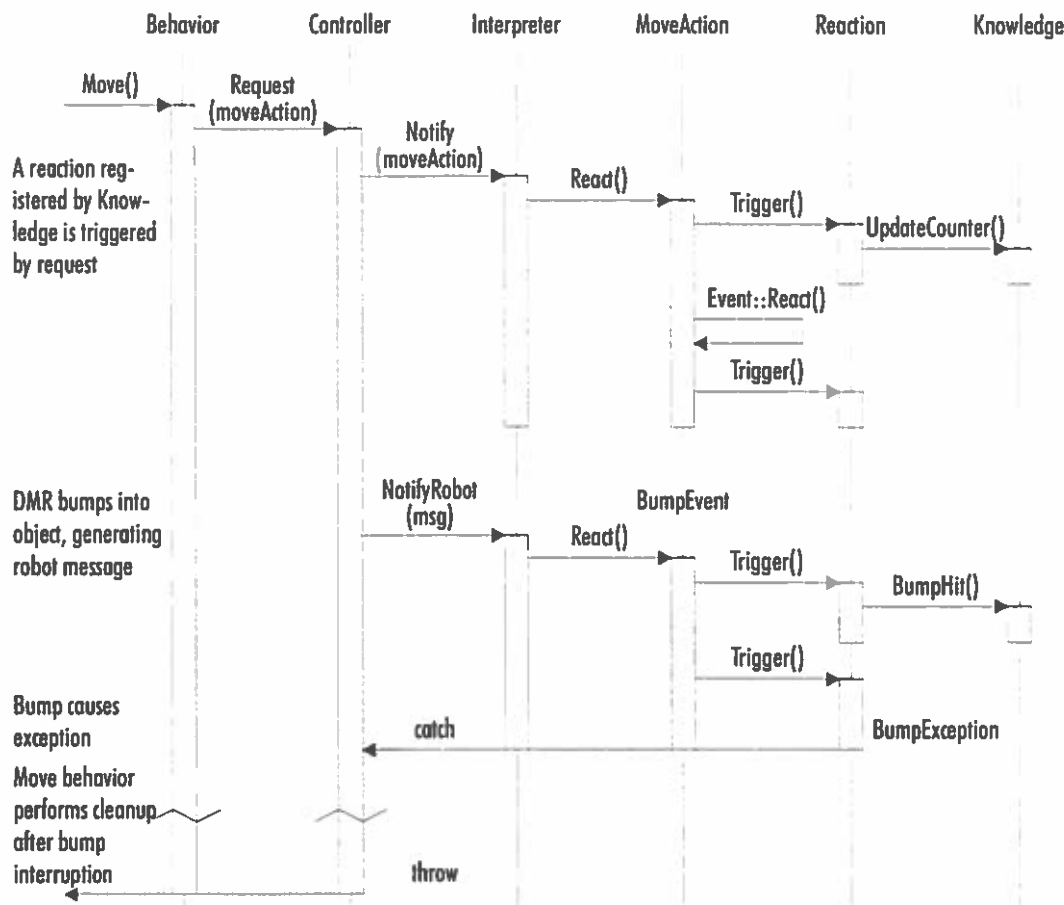 Behavior Controller Interpreter MoveAction Reaction Knowledge
Move()
Request
(moveAction)
Notify
(moveAction)
A reaction reg-
istered by Know-
ledge is triggered
by request
React()
Trigger()
UpdateCounter()
Event::React()
Trigger()
DMR bumps into
object, generating
robot message
NotifyRobot
(msg)
BumpEvent
React()
Trigger()
BumpHit()
Trigger()
Bump causes
exception
catch
BumpException
Move behavior
performs cleanup
after bump
interruption
throw